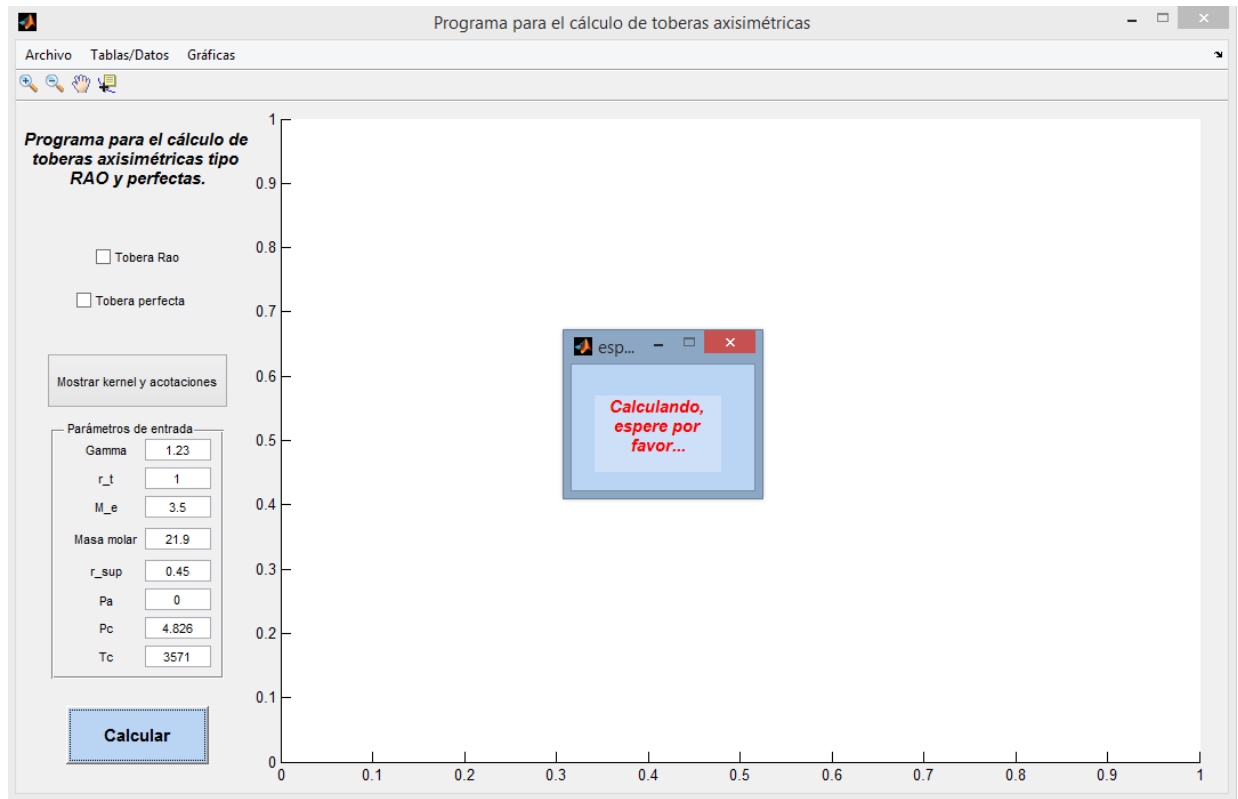 Programa para el cálculo de toberas axisimétricas
Archivo Tablas/Datos Gráficas
Programa para el cálculo de
toberas axisimétricas tipo
RAO y perfectas.
Tobera Rao
Tobera perfecta
Mostrar kernel y acotaciones
Parámetros de entrada
Gamma 1.23
r_t 1
M_e 3.5
Masa molar 21.9
r_sup 0.45
Pa 0
Pc 4.826
Tc 3571
Calcular
1
0.9
0.8
0.7
0.6
0.5
0.4
0.3
0.2
0.1
0
0 0.1 0.2 0.3 0.4 0.5 0.6 0.7 0.8 0.9 1
esp...
Calculando,
espere por
favor...